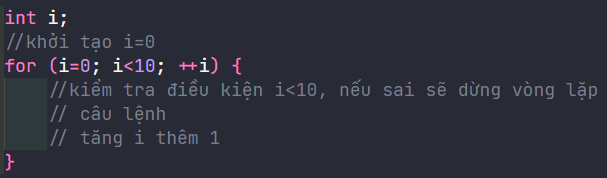 int i;
//khởi tạo i=0
for (i=0; i<10; ++i) {
//kiểm tra điều kiện i<10, nếu sai sẽ dừng vòng lặp
// câu lệnh
// tăng i thêm 1
}